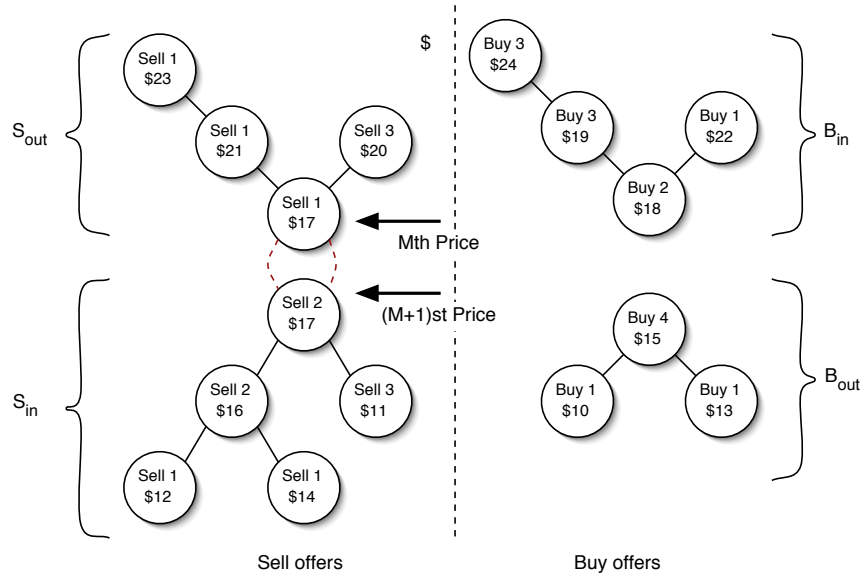 $
Sell 1
$23
Sell 1
$21
Sell 3
$20
Sell 1
$17
S_out
Buy 3
$24
Buy 3
$19
Buy 1
$22
Buy 2
$18
B_in
Mth Price
(M+1)st Price
Sell 2
$17
Sell 2
$16
Sell 3
$11
Sell 1
$12
Sell 1
$14
S_in
Buy 4
$15
Buy 1
$10
Buy 1
$13
B_out
Sell offers
Buy offers